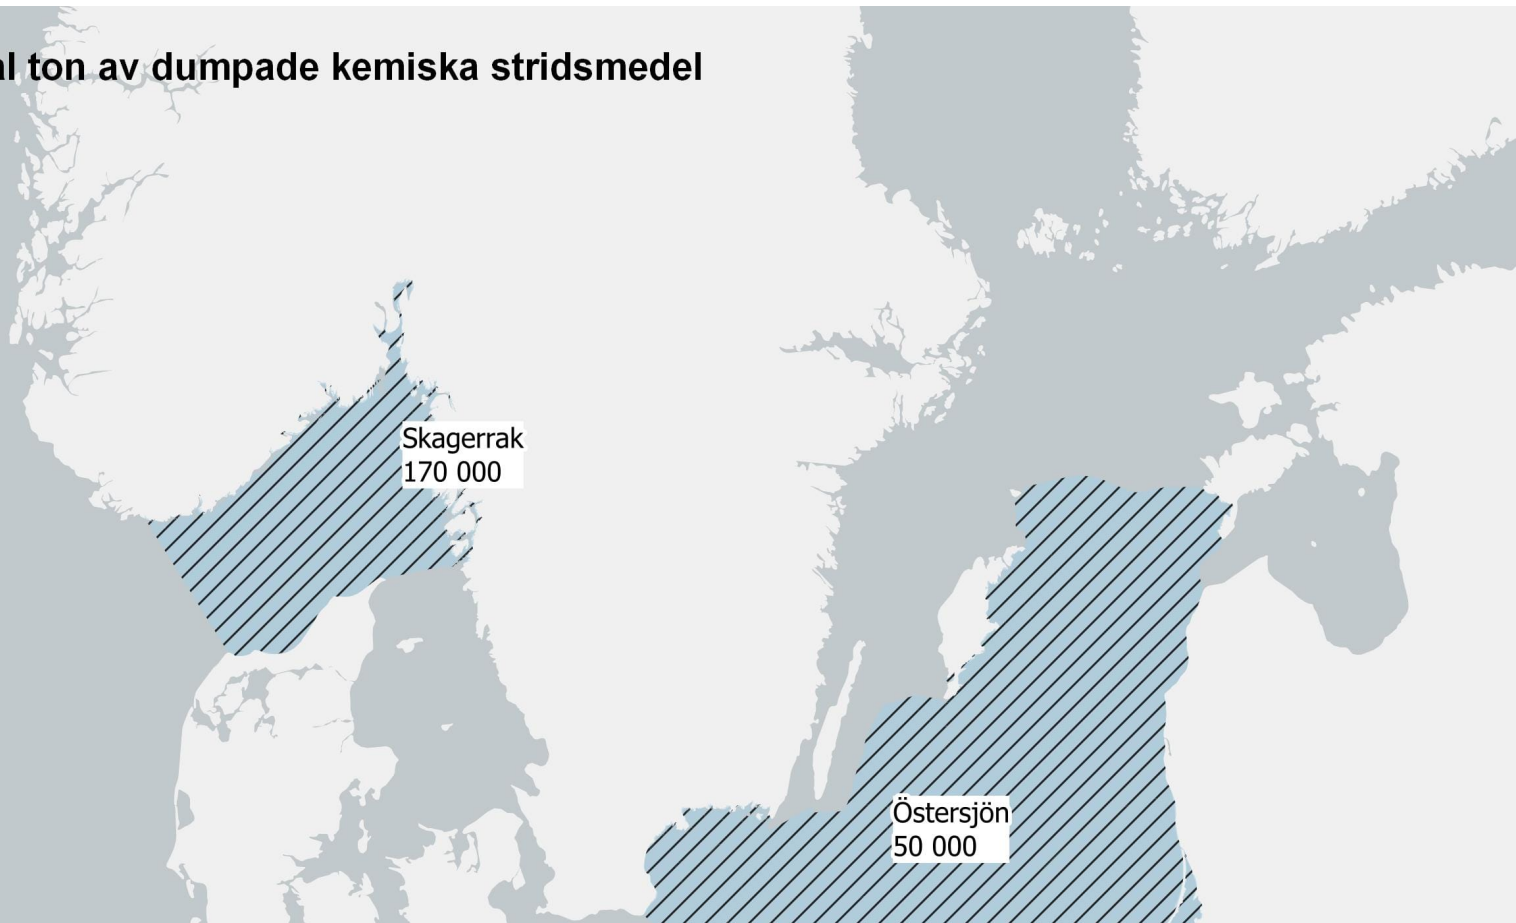 ton av dumpade kemiska stridsmedel
Skagerrak
170 000
Östersjön
50 000